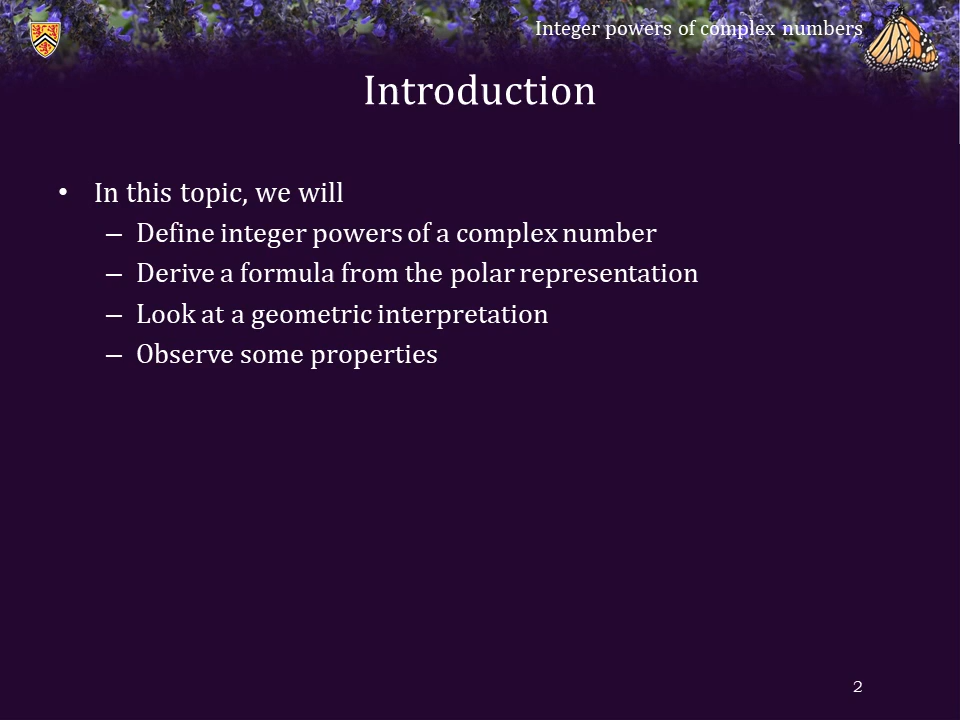 Integer powers of complex numbers
Introduction
• In this topic, we will
– Define integer powers of a complex number
– Derive a formula from the polar representation
– Look at a geometric interpretation
– Observe some properties
2